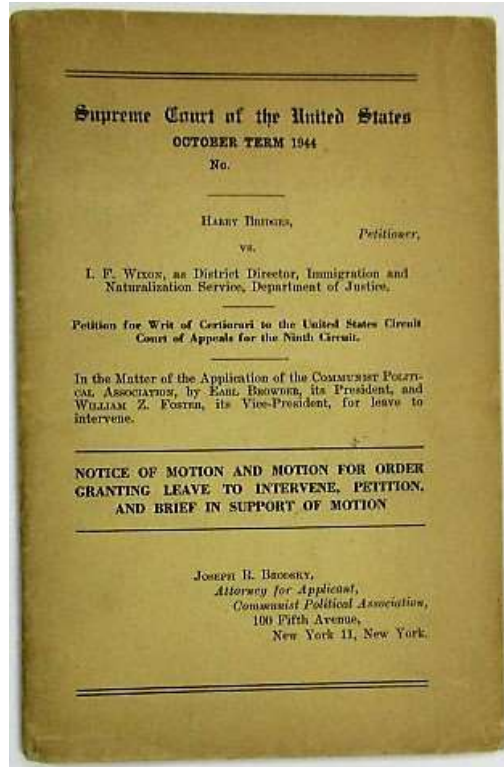 Supreme Court of the United States
OCTOBER TERM 1944
No.
HARRY BRIDGES,
Petitioner,
vs.
I. F. WIXON, as District Director, Immigration and
Naturalization Service, Department of Justice.
Petition for Writ of Certiorari to the United States Circuit
Court of Appeals for the Ninth Circuit.
In the Matter of the Application of the COMMUNIST POLITI-
CAL ASSOCIATION, by EARL BROWDER, its President, and
WILLIAM Z. FOSTER, its Vice-President, for leave to
intervene.
NOTICE OF MOTION AND MOTION FOR ORDER
GRANTING LEAVE TO INTERVENE, PETITION,
AND BRIEF IN SUPPORT OF MOTION
JOSEPH R. BRODSKY,
Attorney for Applicant,
Communist Political Association,
100 Fifth Avenue,
New York 11, New York.